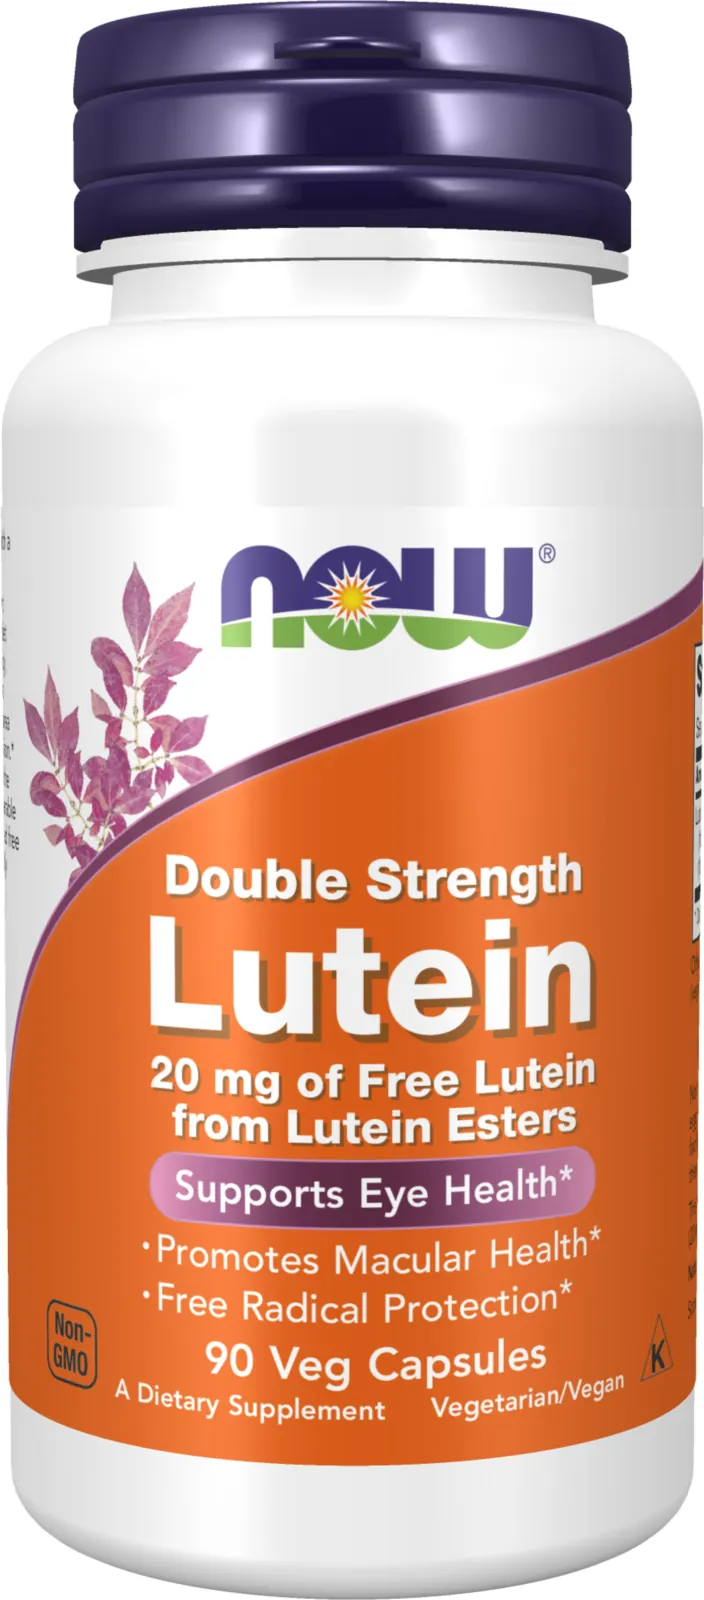 now®
Double Strength
Lutein
20 mg of Free Lutein
from Lutein Esters
Supports Eye Health*
•Promotes Macular Health*
•Free Radical Protection*
90 Veg Capsules
Non-
GMO
K
A Dietary Supplement
Vegetarian/Vegan